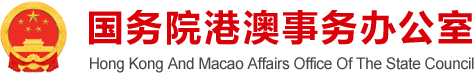 国务院港澳事务办公室
Hong Kong And Macao Affairs Office Of The State Council